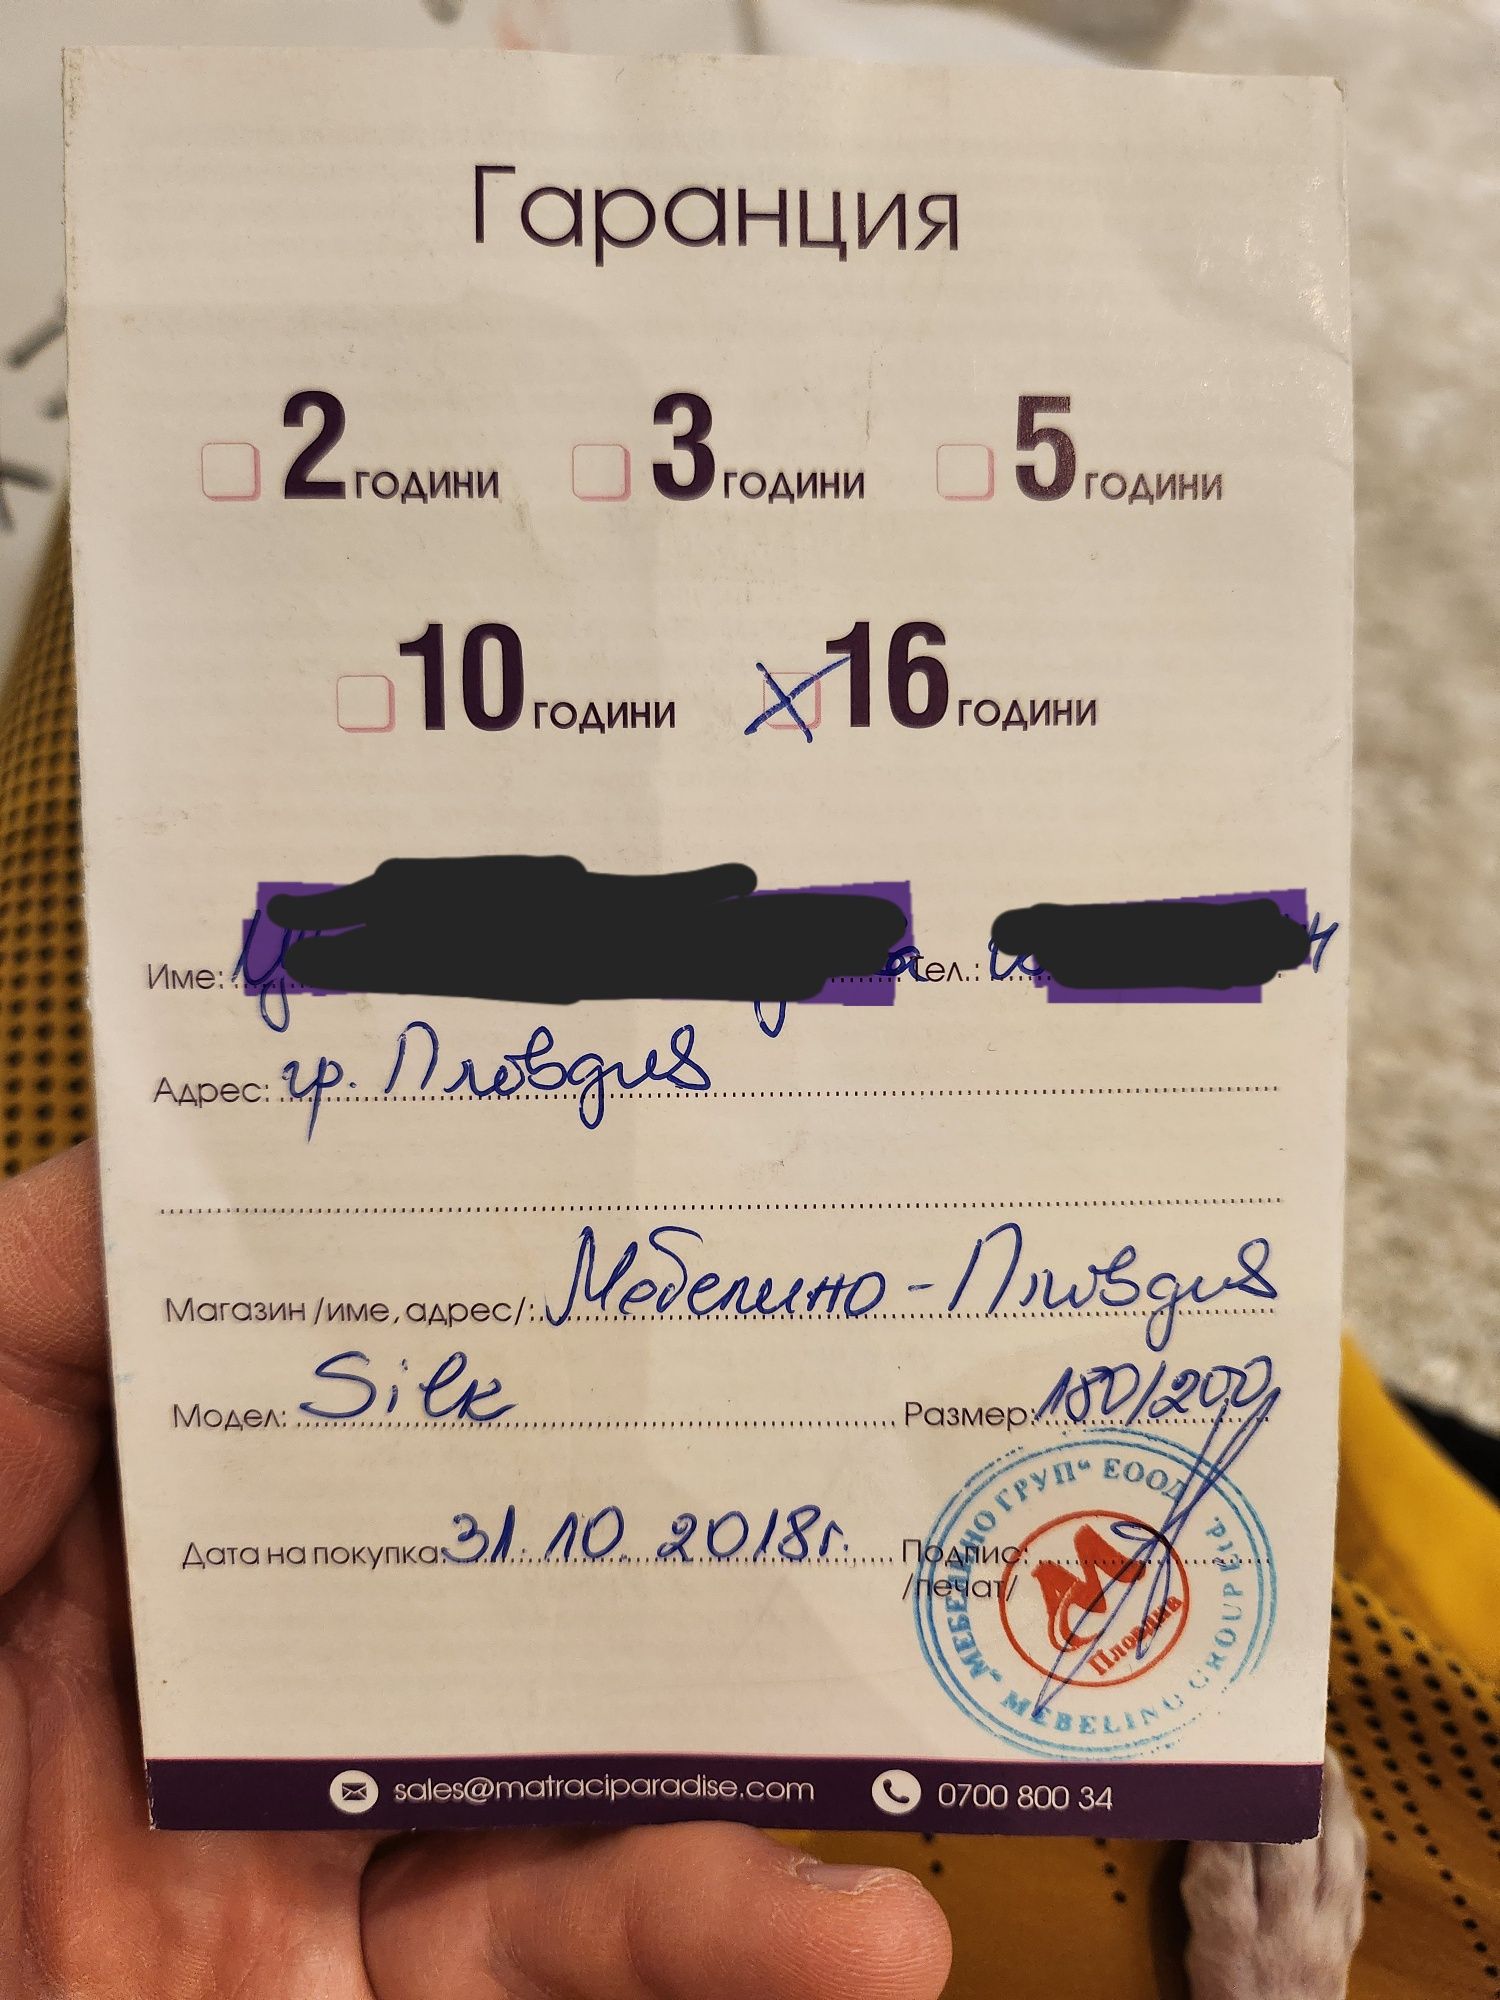 Гаранция
2 години 3 години 5 години
10 години 16 години
Име: Тел.:
Адрес: гр. Пловдив
Магазин /име, адрес/: Мебелино - Пловдив
Модел: Silk Размер: 180/200
Дата на покупка: 31.10.2018г. Подпис:
/печат/
"МЕБЕЛИНО ГРУП" ЕООД
MEBELINO GROUP Ltd.
Пловдив
sales@matraciparadise.com 0700 800 34